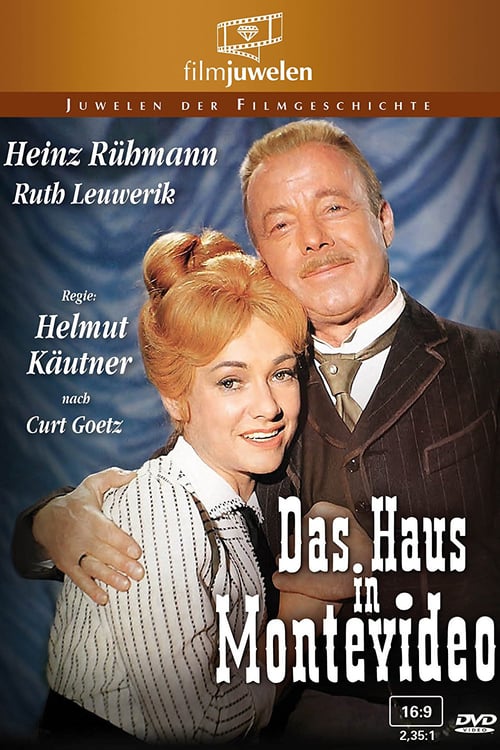 filmjuwelen
JUWELEN DER FILMGESCHICHTE
Heinz Rühmann
Ruth Leuwerik
Regie:
Helmut
Käutner
nach
Curt Goetz
Das Haus
in
Montevideo
16:9
2,35:1
DVD
VIDEO